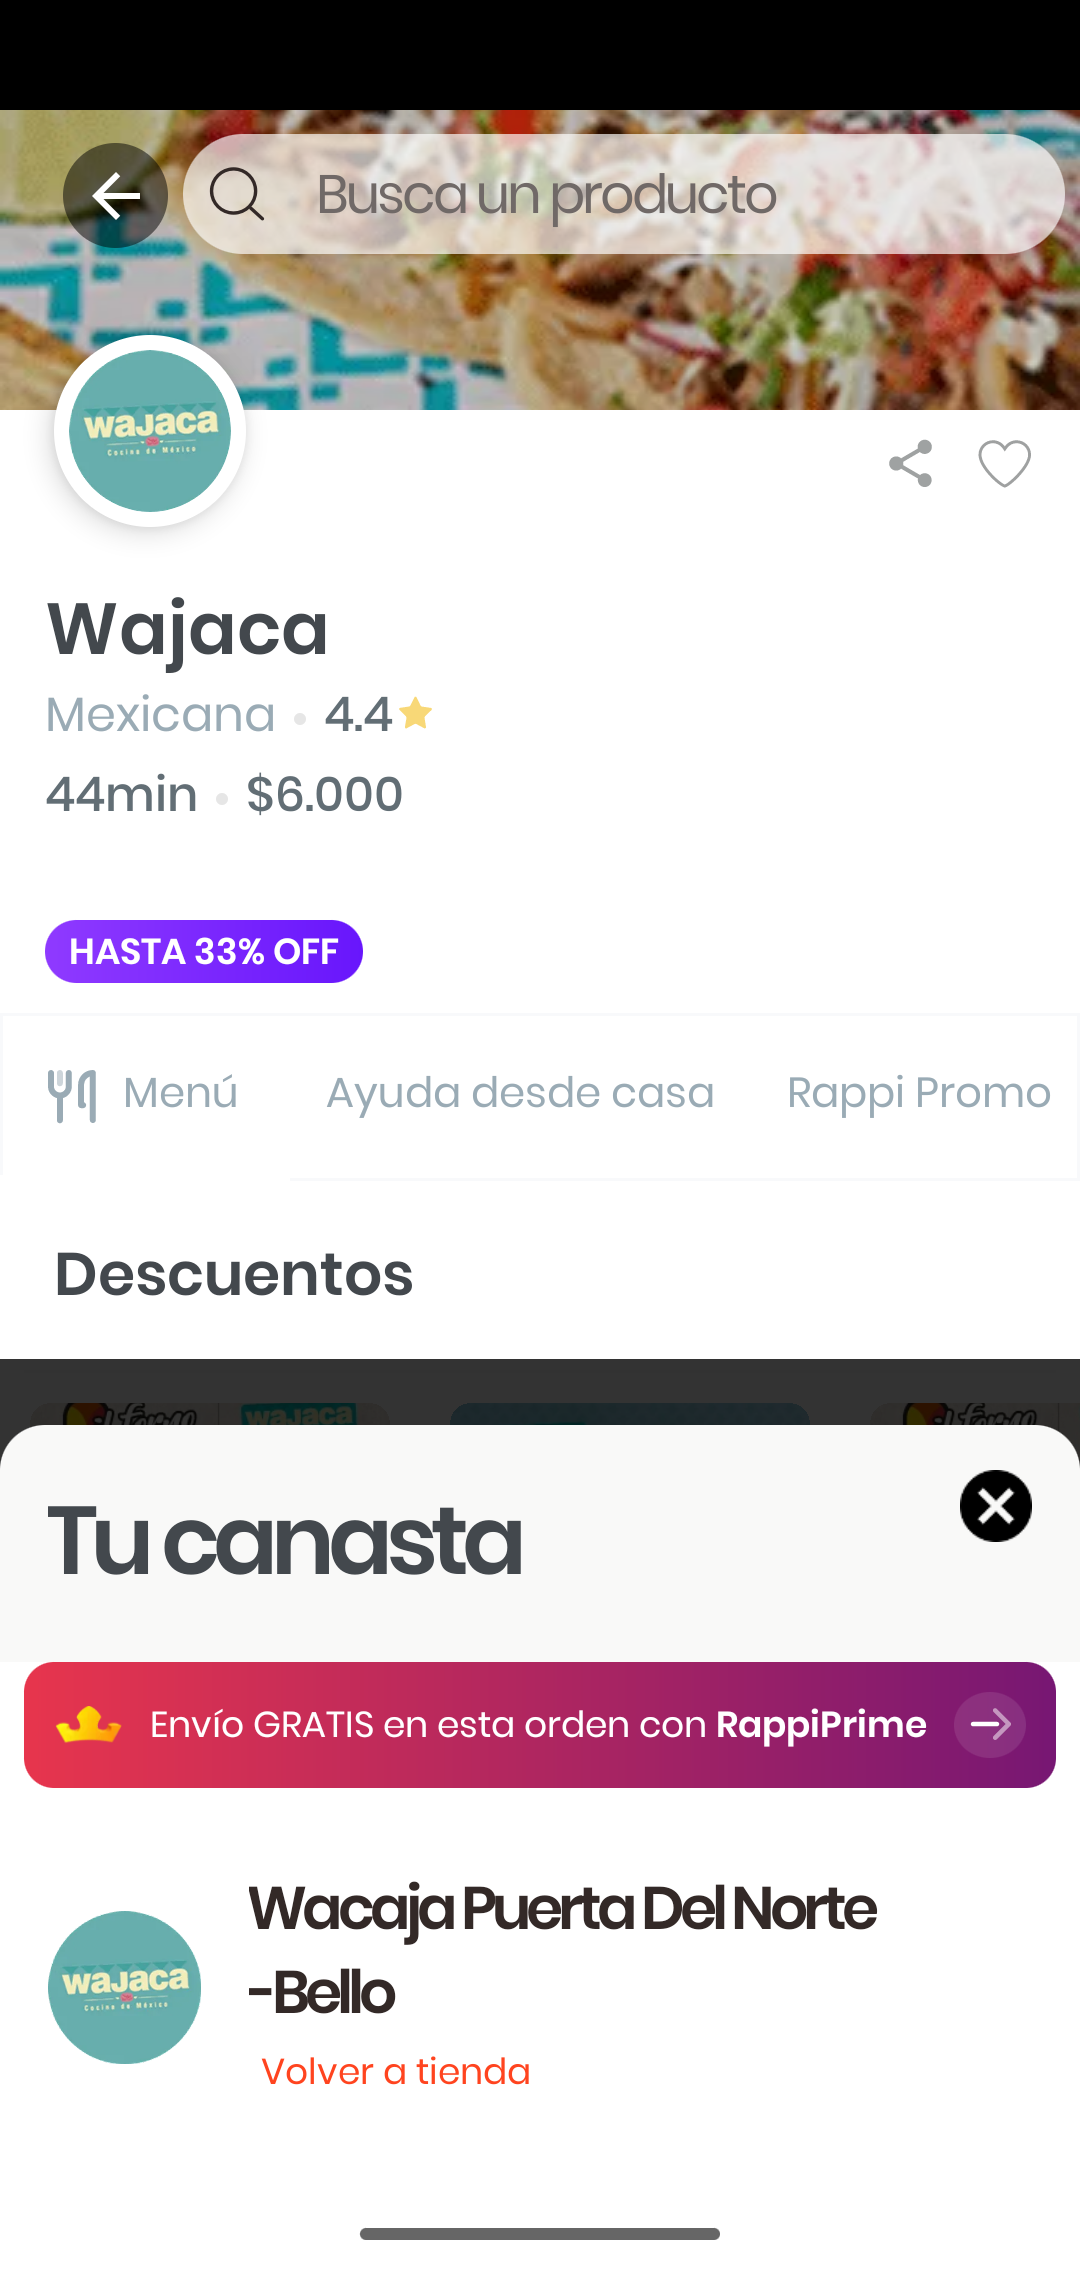 Busca un producto
wajaca
Cocina de México
Wajaca
Mexicana • 4.4
44min • $6.000
HASTA 33% OFF
Menú
Ayuda desde casa
Rappi Promo
Descuentos
wajaca
Tu canasta
Envío GRATIS en esta orden con RappiPrime
Wacaja Puerta Del Norte
-Bello
wajaca
Cocina de México
Volver a tienda